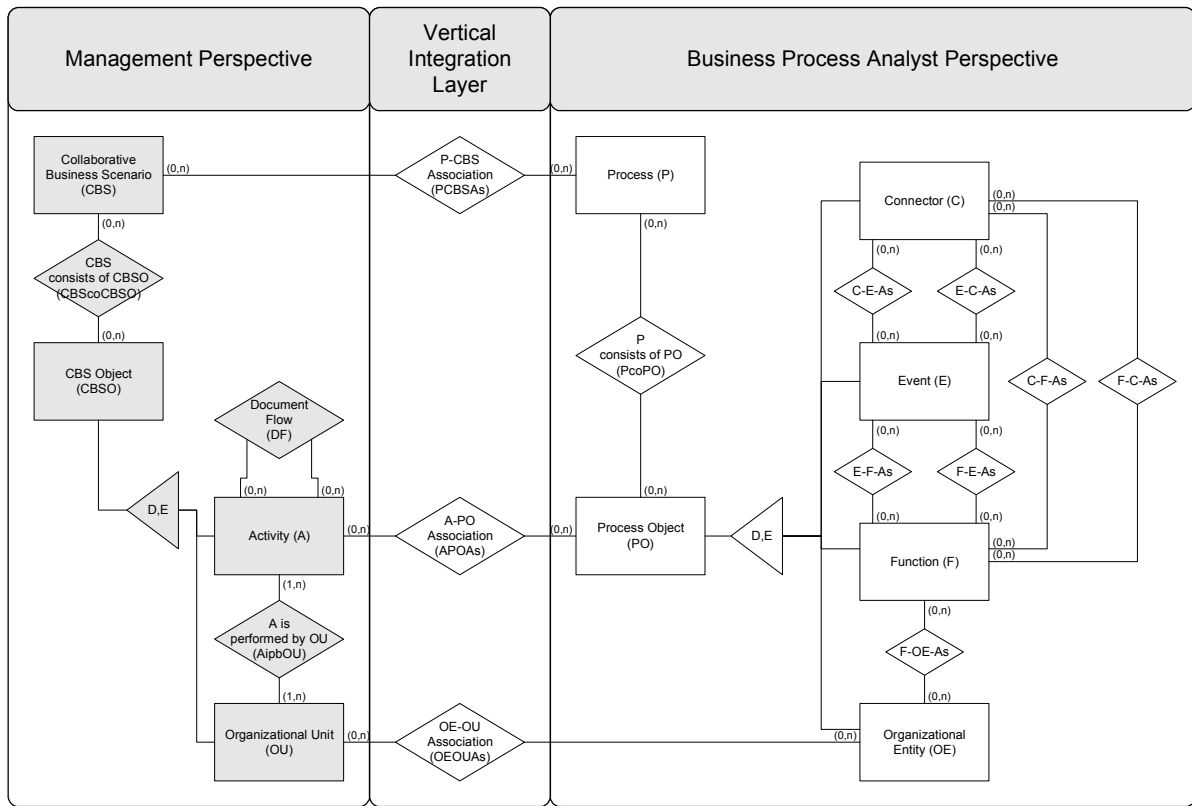 Management Perspective
Vertical
Integration
Layer
Business Process Analyst Perspective
Collaborative
Business Scenario
(CBS)
(0,n)
P-CBS
Association
(PCBSAs)
(0,n)
Process (P)
Connector (C)
(0,n)
(0,n)
(0,n)
(0,n)
(0,n)
(0,n)
CBS
consists of CBSO
(CBScoCBSO)
C-E-As
E-C-As
(0,n)
(0,n)
(0,n)
CBS Object
(CBSO)
P
consists of PO
(PcoPO)
Event (E)
C-F-As
F-C-As
Document
Flow
(DF)
(0,n)
(0,n)
E-F-As
F-E-As
(0,n)
(0,n)
(0,n)
(0,n)
(0,n)
D,E
Activity (A)
(0,n)
A-PO
Association
(APOAs)
(0,n)
Process Object
(PO)
D,E
Function (F)
(0,n)
(0,n)
(1,n)
(0,n)
A is
performed by OU
(AipbOU)
F-OE-As
(1,n)
(0,n)
Organizational Unit
(OU)
(0,n)
OE-OU
Association
(OEOUAs)
(0,n)
Organizational
Entity (OE)